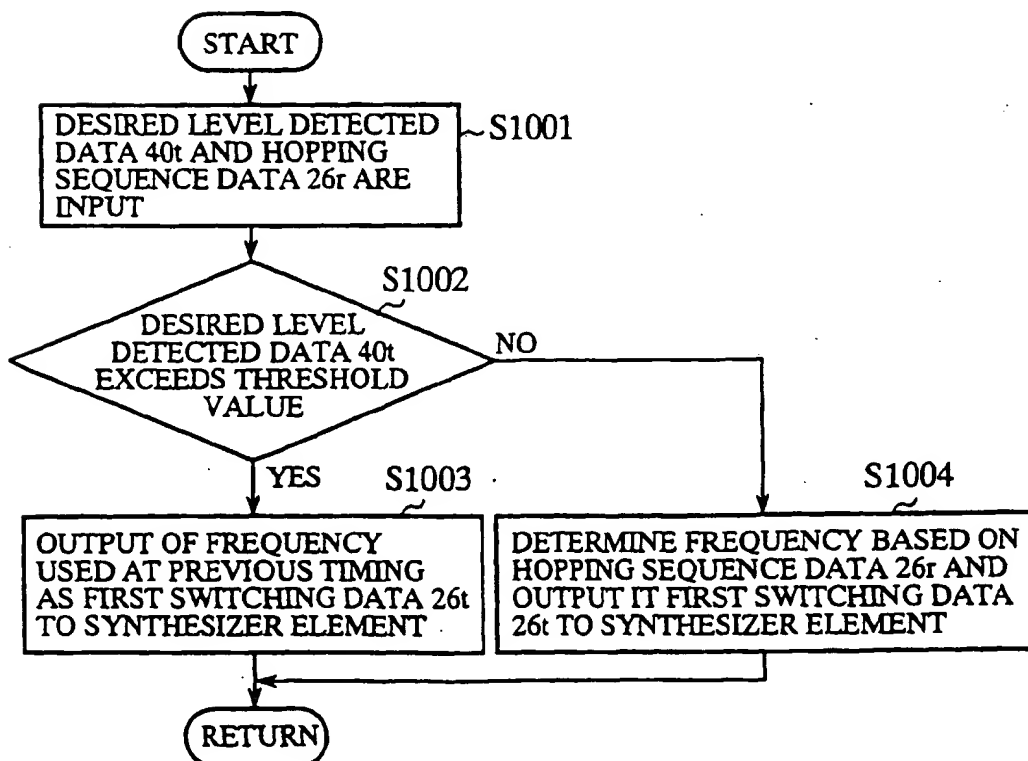 START
DESIRED LEVEL DETECTED
DATA 40t AND HOPPING
SEQUENCE DATA 26r ARE
INPUT
S1001
S1002
DESIRED LEVEL
DETECTED DATA 40t
EXCEEDS THRESHOLD
VALUE
NO
YES
S1003
OUTPUT OF FREQUENCY
USED AT PREVIOUS TIMING
AS FIRST SWITCHING DATA 26t
TO SYNTHESIZER ELEMENT
S1004
DETERMINE FREQUENCY BASED ON
HOPPING SEQUENCE DATA 26r AND
OUTPUT IT FIRST SWITCHING DATA
26t TO SYNTHESIZER ELEMENT
RETURN